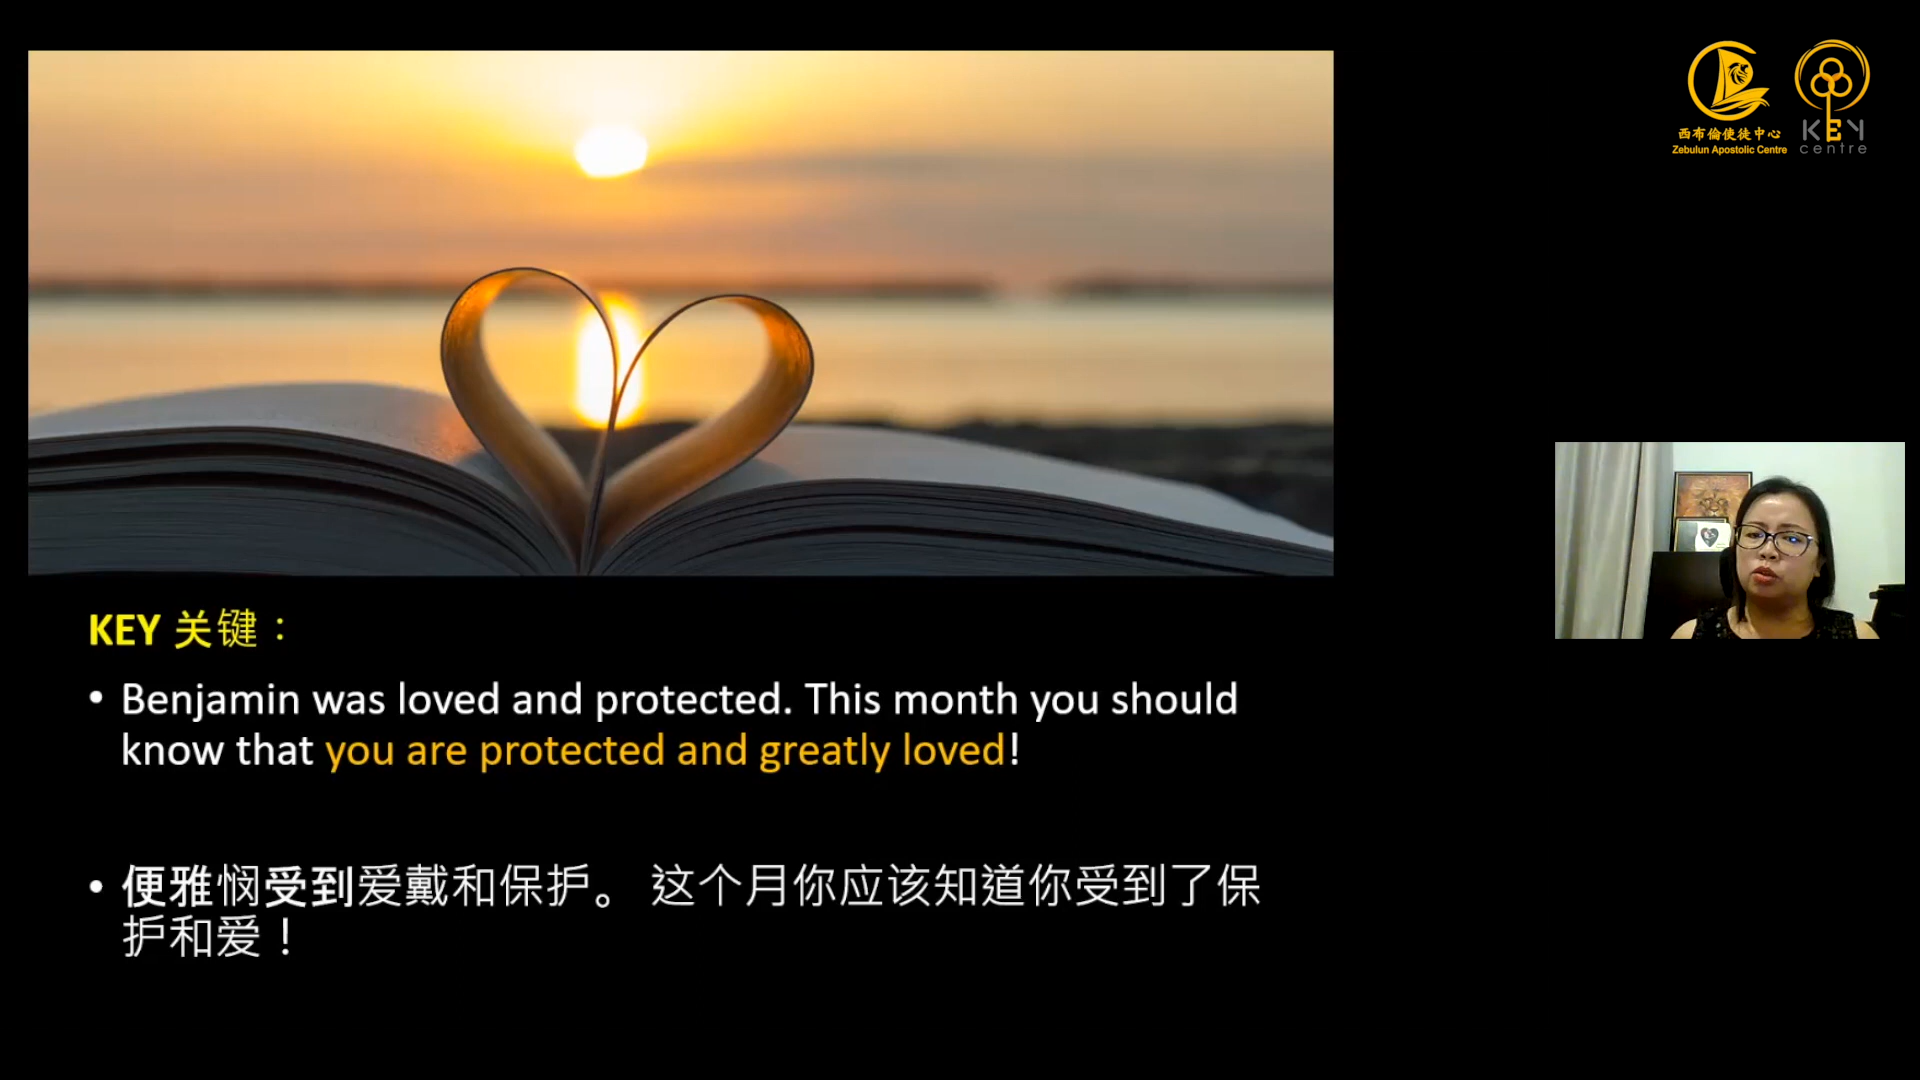 西布倫使徒中心
Zebulun Apostolic Centre
KEY
centre
KEY 关键：
• Benjamin was loved and protected. This month you should
know that you are protected and greatly loved!
• 便雅悯受到爱戴和保护。 这个月你应该知道你受到了保
护和爱！